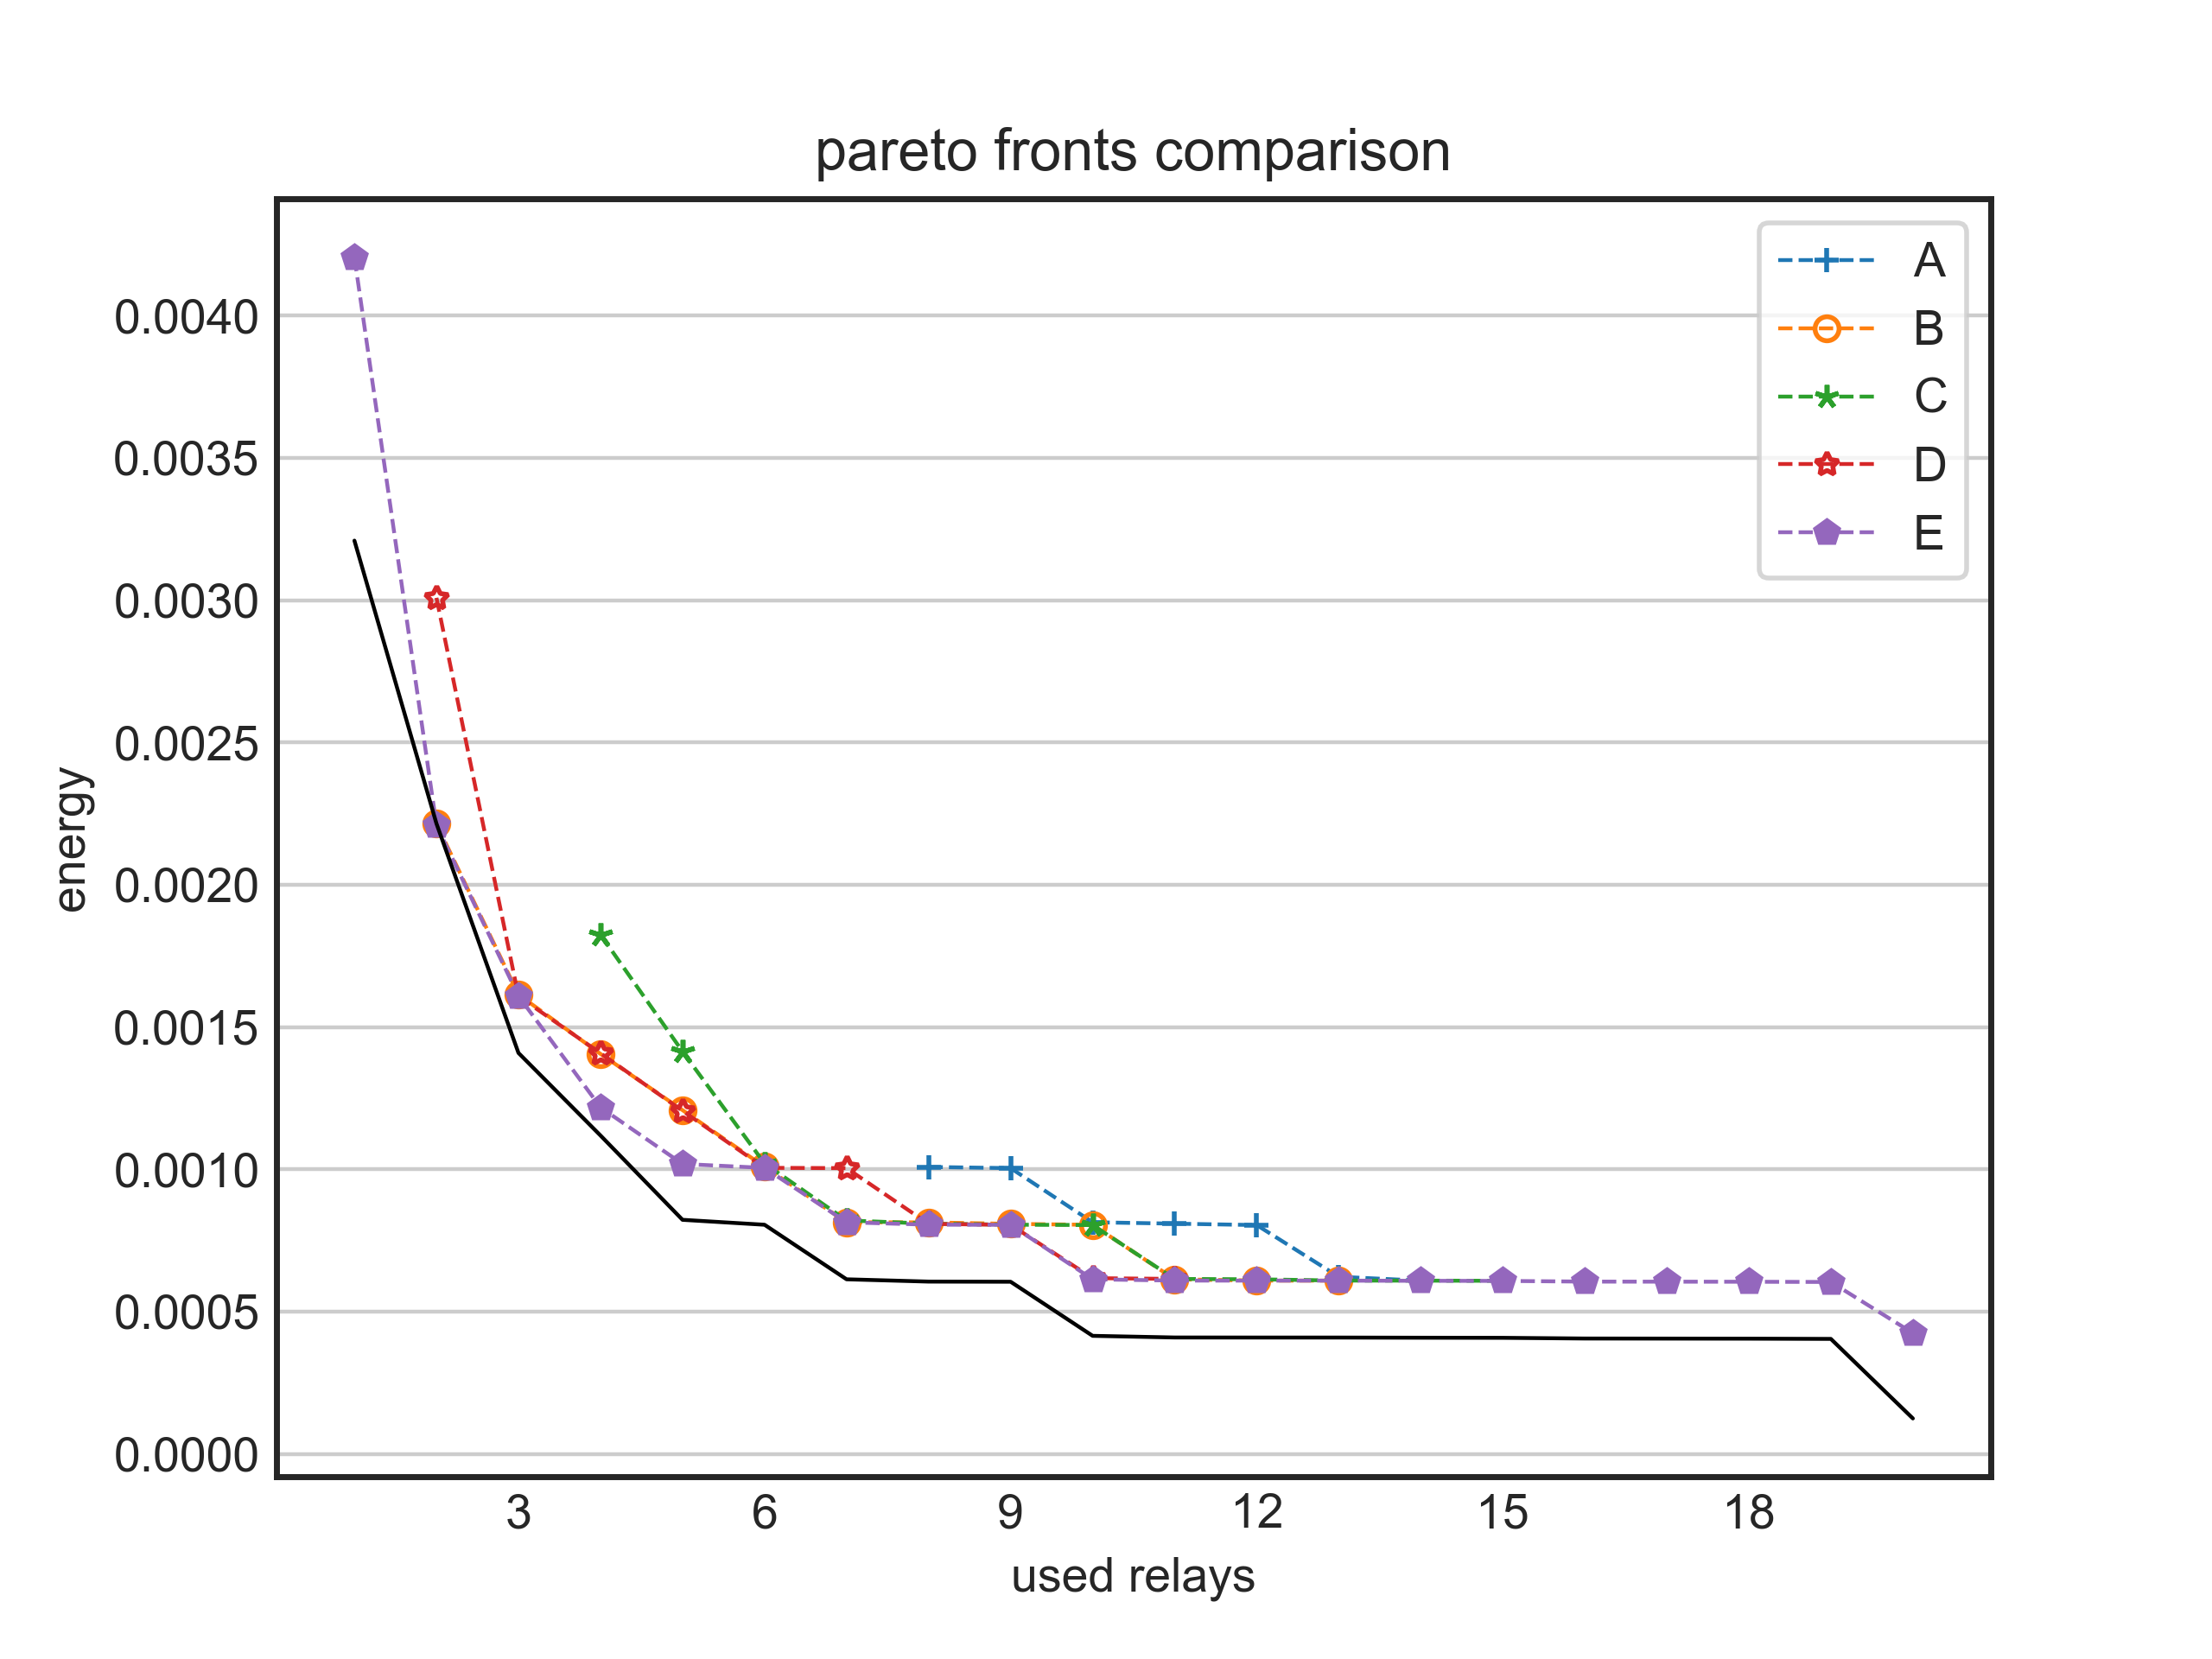 pareto fronts comparison
A
B
C
D
E
0.0040
0.0035
0.0030
0.0025
0.0020
0.0015
0.0010
0.0005
0.0000
energy
3 6 9 12 15 18
used relays